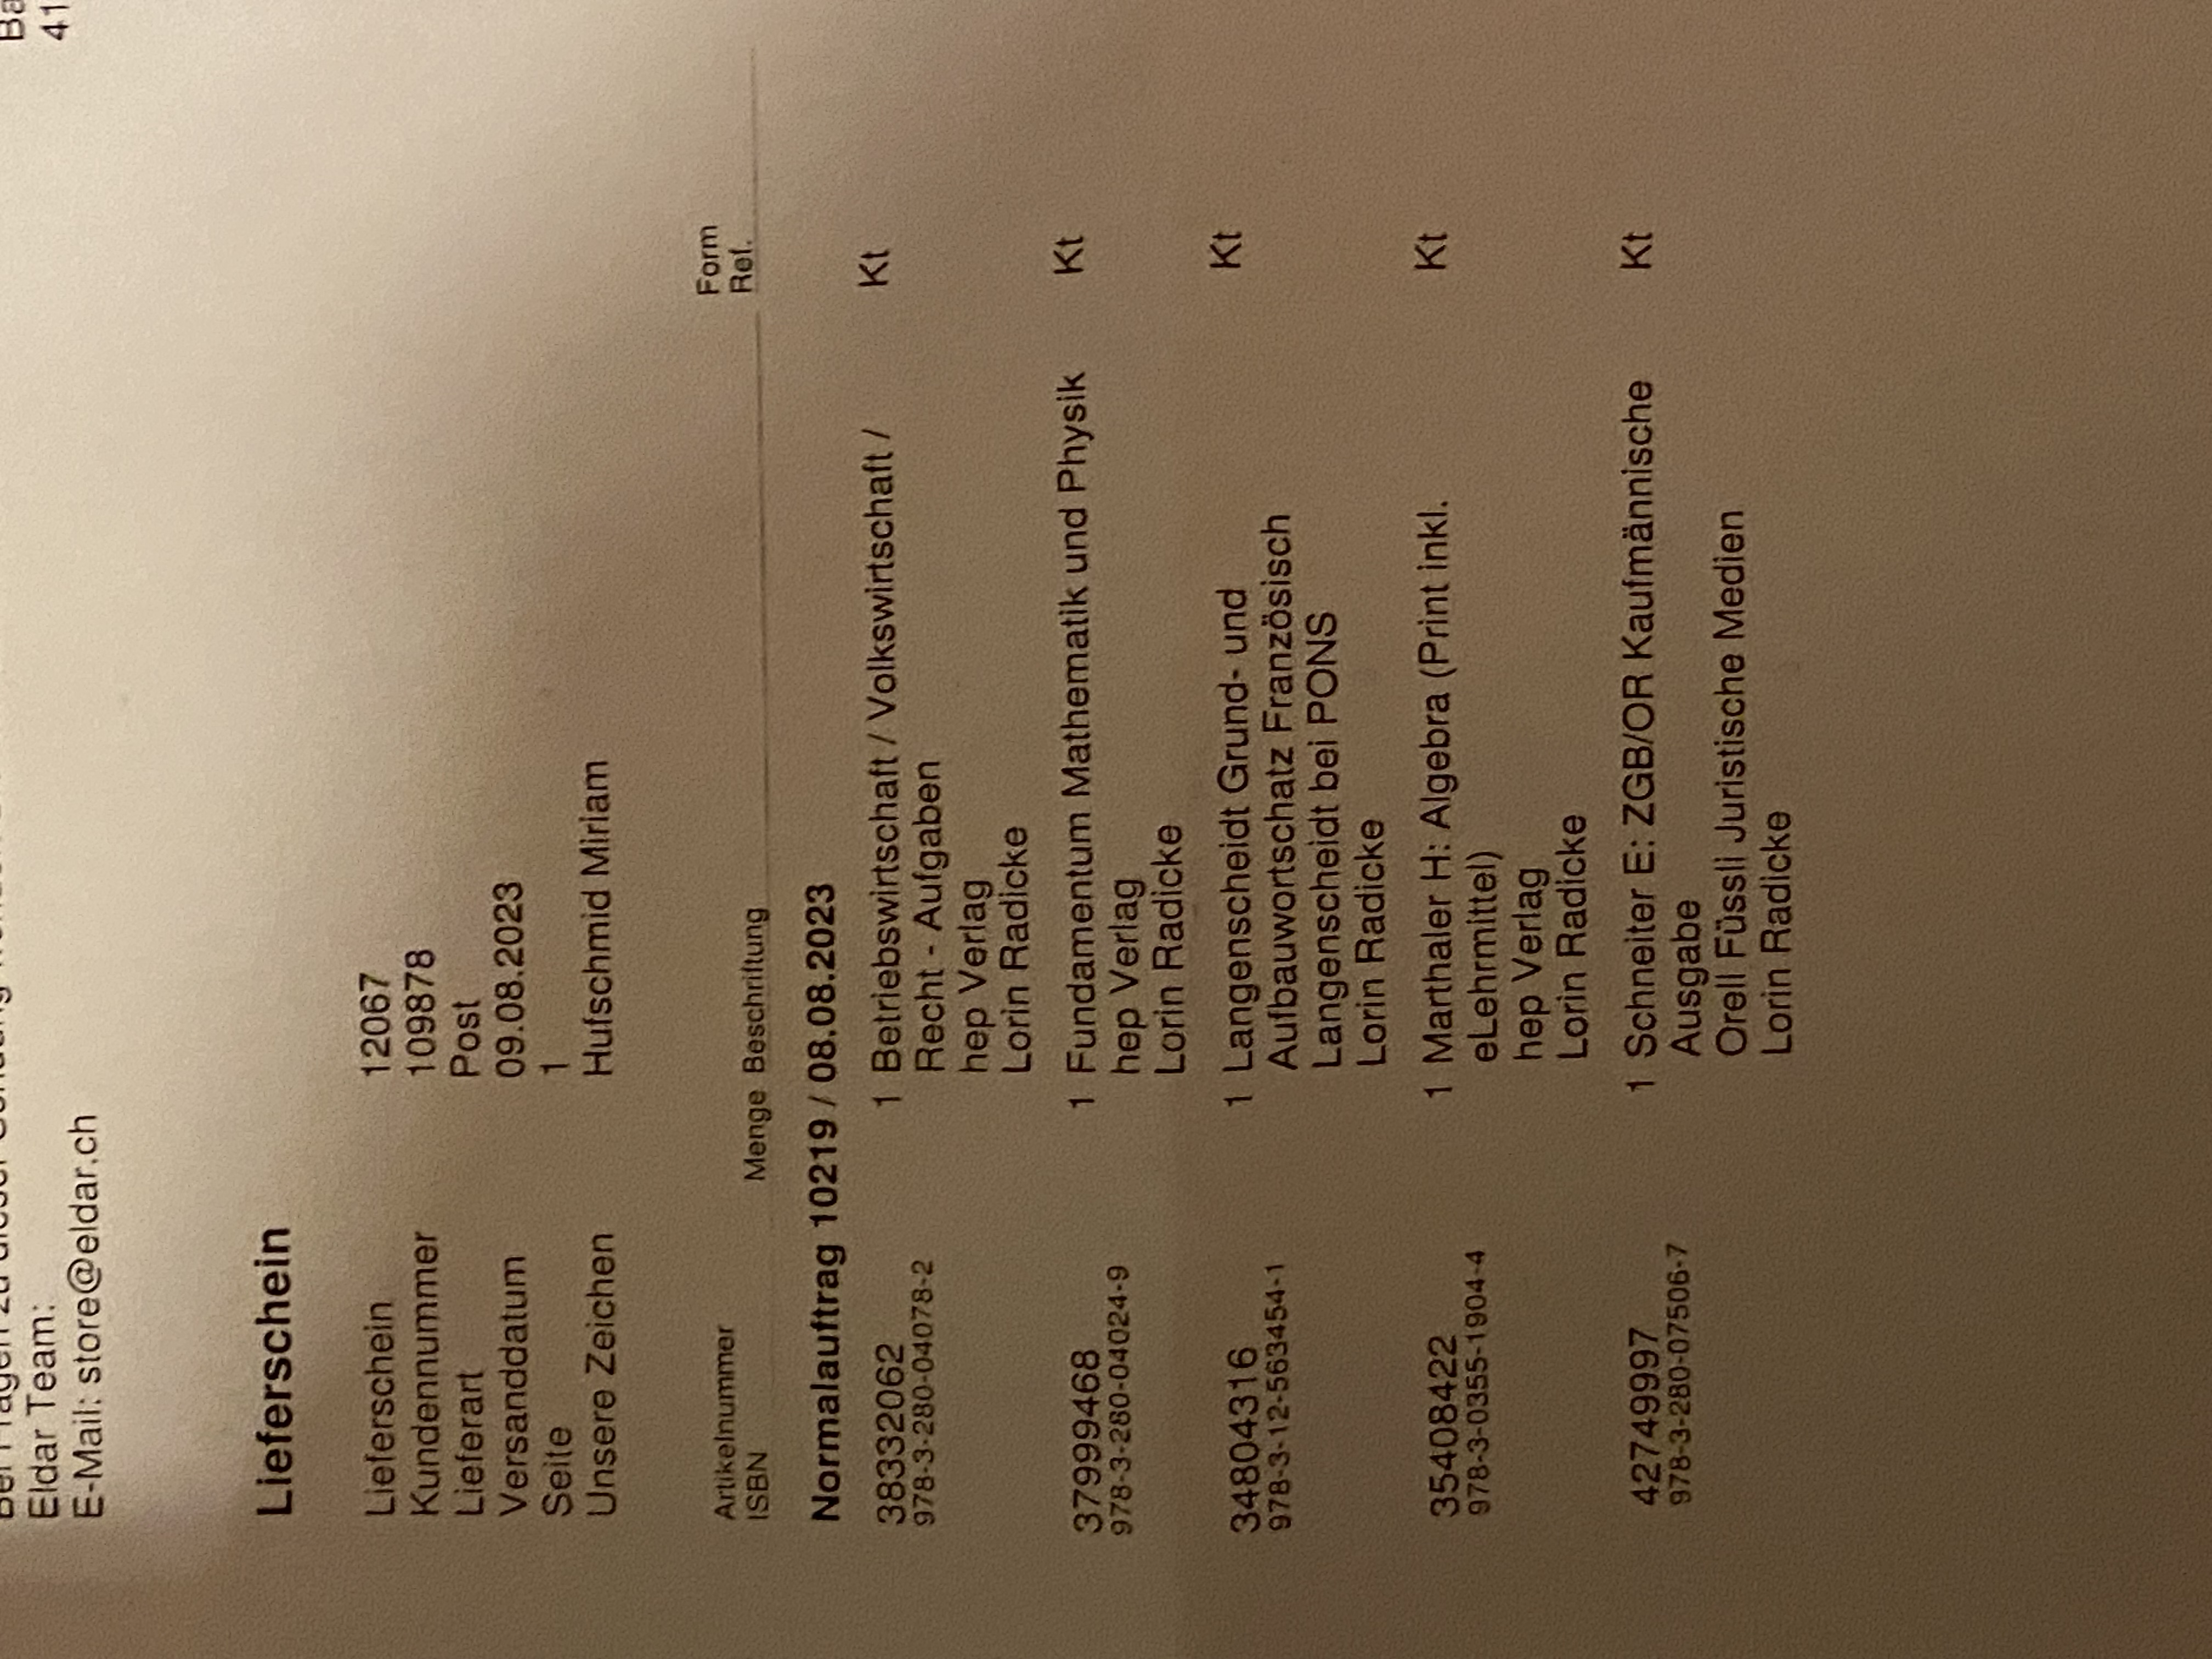 Bei Fragen zu dieser Sendung
Eldar Team:
E-Mail: store@eldar.ch
Ba
41
Lieferschein
Lieferschein 12067
Kundennummer 109878
Lieferart Post
Versanddatum 09.08.2023
Seite 1
Unsere Zeichen Hufschmid Miriam
Artikelnummer Form
ISBN Menge Beschriftung Ref.
Normalauftrag 10219 / 08.08.2023
38332062 1 Betriebswirtschaft / Volkswirtschaft / Kt
978-3-280-04078-2 Recht - Aufgaben
hep Verlag
Lorin Radicke
37999468 1 Fundamentum Mathematik und Physik Kt
978-3-280-04024-9 hep Verlag
Lorin Radicke
34804316 1 Langenscheidt Grund- und Kt
978-3-12-563454-1 Aufbauwortschatz Französisch
Langenscheidt bei PONS
Lorin Radicke
35408422 1 Marthaler H: Algebra (Print inkl. Kt
978-3-0355-1904-4 eLehrmittel)
hep Verlag
Lorin Radicke
42749997 1 Schneiter E: ZGB/OR Kaufmännische Kt
978-3-280-07506-7 Ausgabe
Orell Füssli Juristische Medien
Lorin Radicke